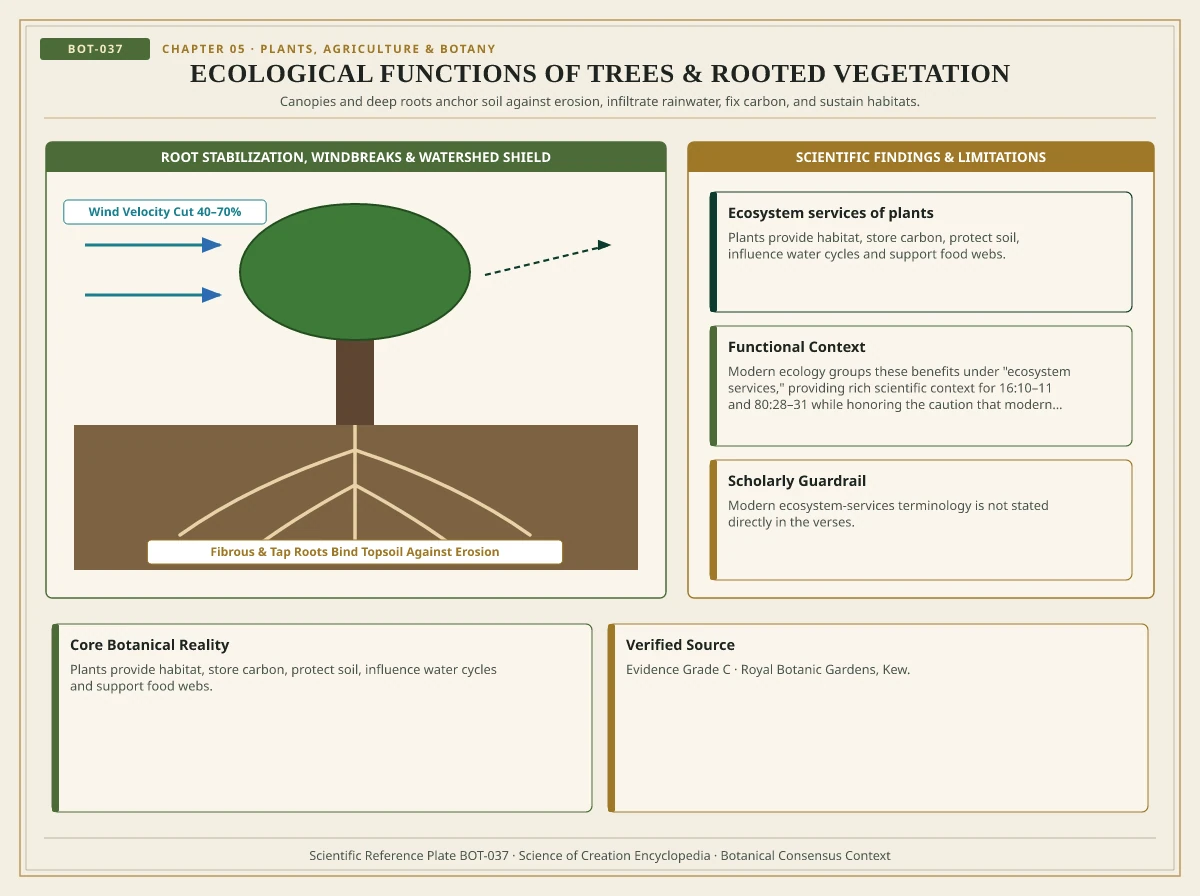 BOT-037
CHAPTER 05 · PLANTS, AGRICULTURE & BOTANY
ECOLOGICAL FUNCTIONS OF TREES & ROOTED VEGETATION
Canopies and deep roots anchor soil against erosion, infiltrate rainwater, fix carbon, and sustain habitats.
ROOT STABILIZATION, WINDBREAKS & WATERSHED SHIELD
Wind Velocity Cut 40–70%
Fibrous & Tap Roots Bind Topsoil Against Erosion
SCIENTIFIC FINDINGS & LIMITATIONS
Ecosystem services of plants
Plants provide habitat, store carbon, protect soil,
influence water cycles and support food webs.
Functional Context
Modern ecology groups these benefits under "ecosystem
services," providing rich scientific context for 16:10–11
and 80:28–31 while honoring the caution that modern...
Scholarly Guardrail
Modern ecosystem-services terminology is not stated
directly in the verses.
Core Botanical Reality
Plants provide habitat, store carbon, protect soil, influence water cycles
and support food webs.
Verified Source
Evidence Grade C · Royal Botanic Gardens, Kew.
Scientific Reference Plate BOT-037 · Science of Creation Encyclopedia · Botanical Consensus Context